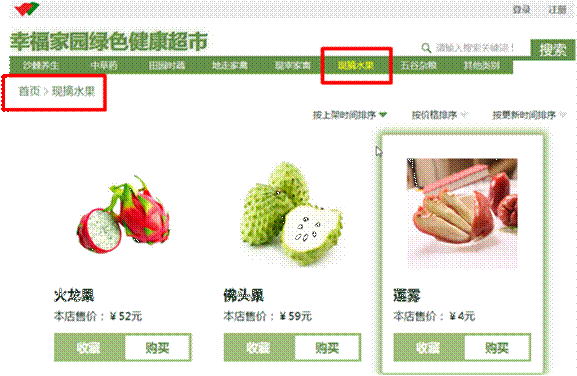 登录 注册
幸福家园绿色健康超市
请输入搜索关键词！ 搜索
沙棘养生 中草药 田园时蔬 地走家禽 现宰家禽 现摘水果 五谷杂粮 其他类别
首页 > 现摘水果
按上架时间排序 按价格排序 按更新时间排序
火龙果 佛头果 莲雾
本店售价：￥52元 本店售价：￥59元 本店售价：￥4元
收藏 购买 收藏 购买 收藏 购买